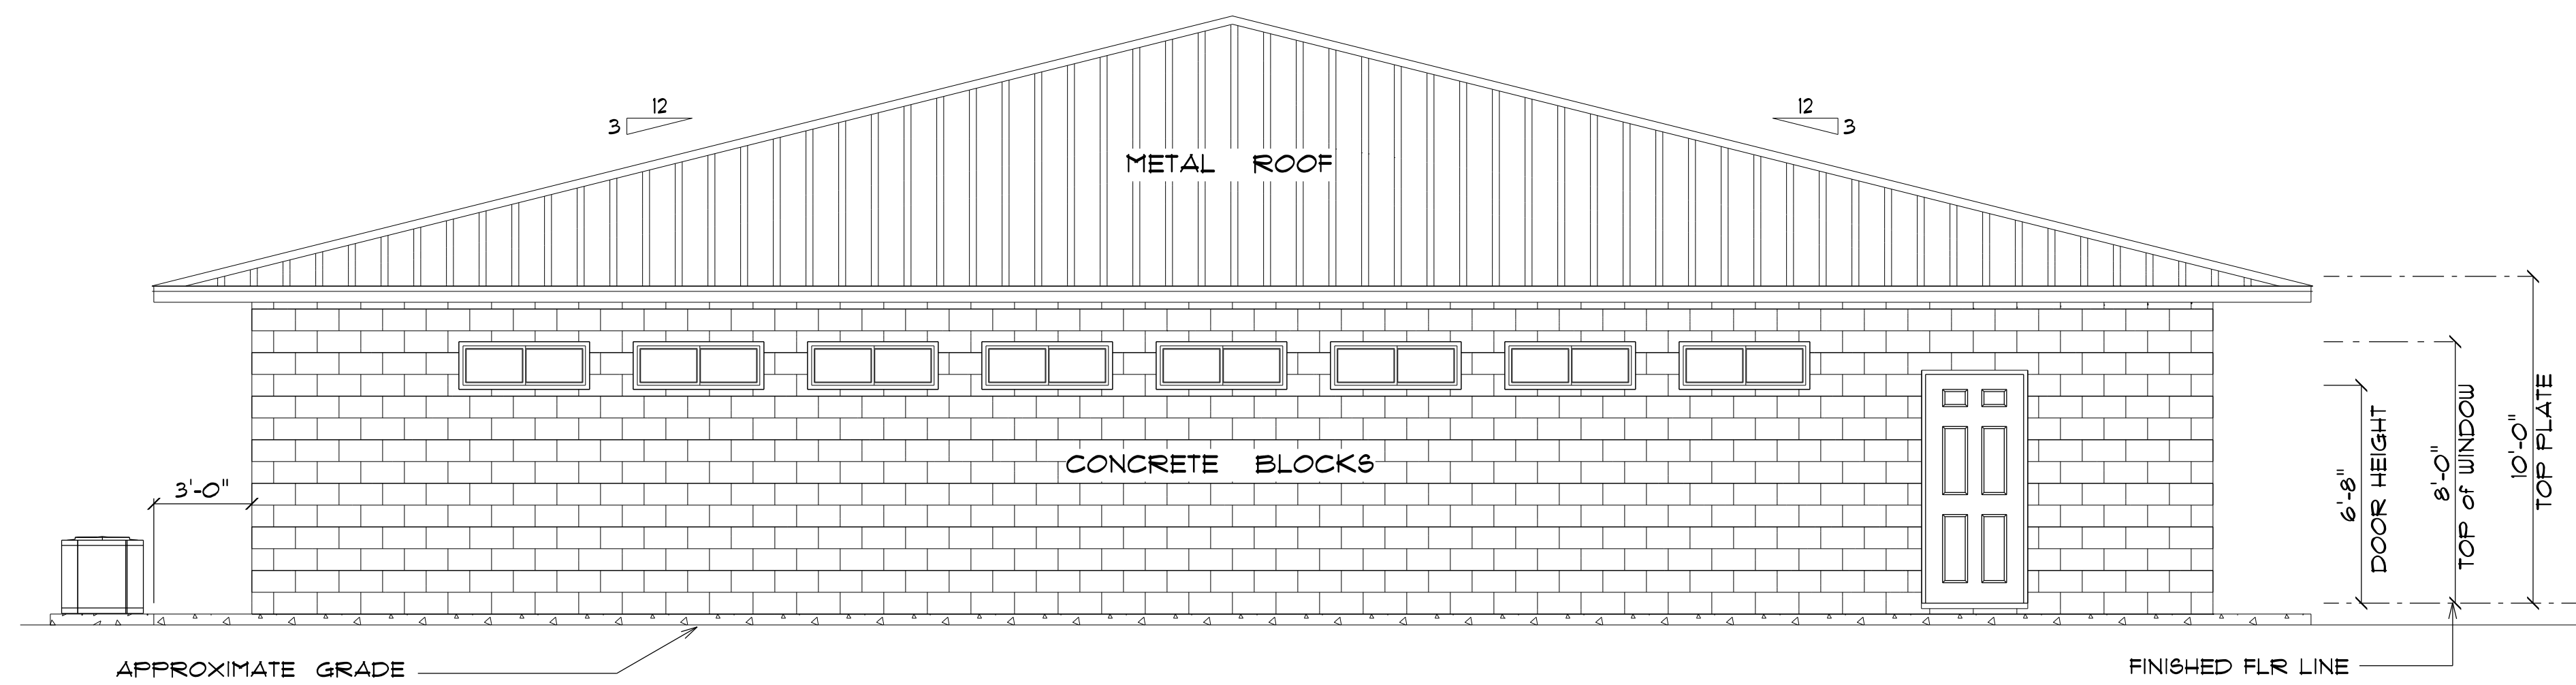 12
3
12
3
METAL ROOF
CONCRETE BLOCKS
3'-0"
6'-8"
DOOR HEIGHT
8'-0"
TOP of WINDOW
10'-0"
TOP PLATE
APPROXIMATE GRADE
FINISHED FLR LINE